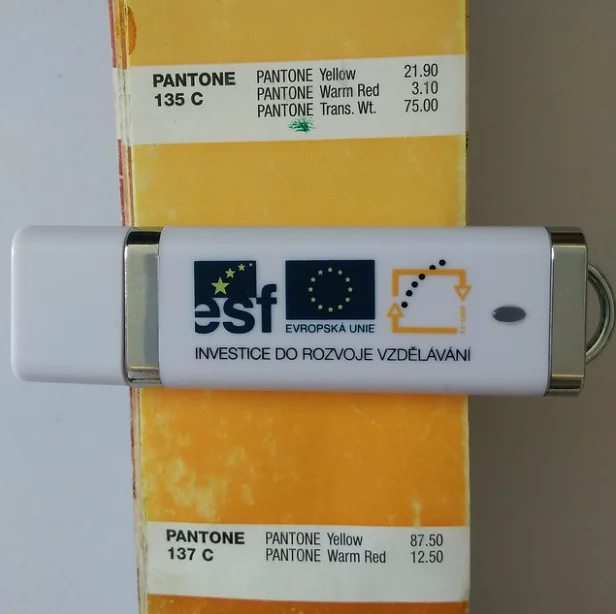 PANTONE PANTONE Yellow 21.90
135 C PANTONE Warm Red 3.10
PANTONE Trans. Wt. 75.00
esf
EVROPSKÁ UNIE
INVESTICE DO ROZVOJE VZDĚLÁVÁNÍ
PANTONE PANTONE Yellow 87.50
137 C PANTONE Warm Red 12.50